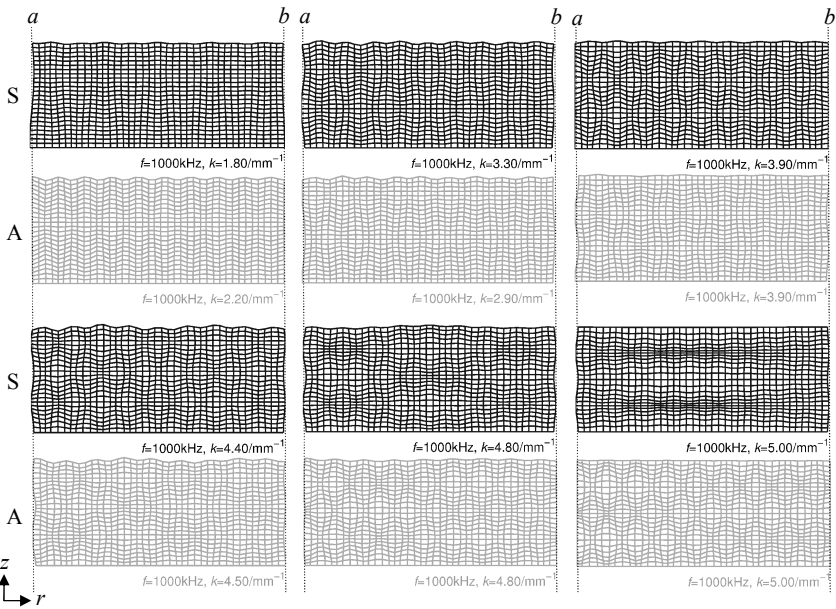 a b a b a b
S
f=1000kHz, k=1.80/mm⁻¹ f=1000kHz, k=3.30/mm⁻¹ f=1000kHz, k=3.90/mm⁻¹
A
f=1000kHz, k=2.20/mm⁻¹ f=1000kHz, k=2.90/mm⁻¹ f=1000kHz, k=3.90/mm⁻¹
S
f=1000kHz, k=4.40/mm⁻¹ f=1000kHz, k=4.80/mm⁻¹ f=1000kHz, k=5.00/mm⁻¹
A
f=1000kHz, k=4.50/mm⁻¹ f=1000kHz, k=4.80/mm⁻¹ f=1000kHz, k=5.00/mm⁻¹
z
r